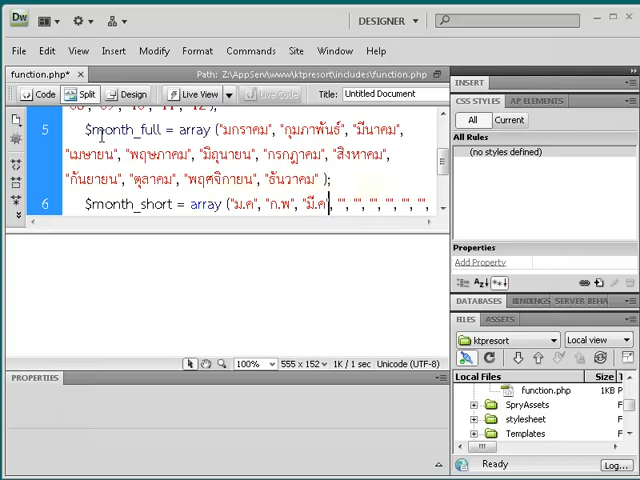 Dw
DESIGNER
File Edit View Insert Modify Format Commands Site Window Help
function.php* Path: Z:\AppServ\www\ktpresort\includes\function.php
Code Split Design Live View Live Code Title: Untitled Document
"08", "09", "10", "11", "12");
5 $month_full = array ("มกราคม", "กุมภาพันธ์", "มีนาคม",
"เมษายน", "พฤษภาคม", "มิถุนายน", "กรกฎาคม", "สิงหาคม",
"กันยายน", "ตุลาคม", "พฤศจิกายน", "ธันวาคม" );
6 $month_short = array ("ม.ค", "ก.พ", "มี.ค", "", "", "", "", "", "",
100% 555 x 152 1K / 1 sec Unicode (UTF-8)
PROPERTIES
INSERT
CSS STYLES AP ELEMENTS
All Current
All Rules
(no styles defined)
Properties
Add Property
DATABASES BINDINGS SERVER BEHA
FILES ASSETS
ktpresort Local view
Local Files Size
function.php 1KB
SpryAssets
stylesheet
Templates
Ready Log...